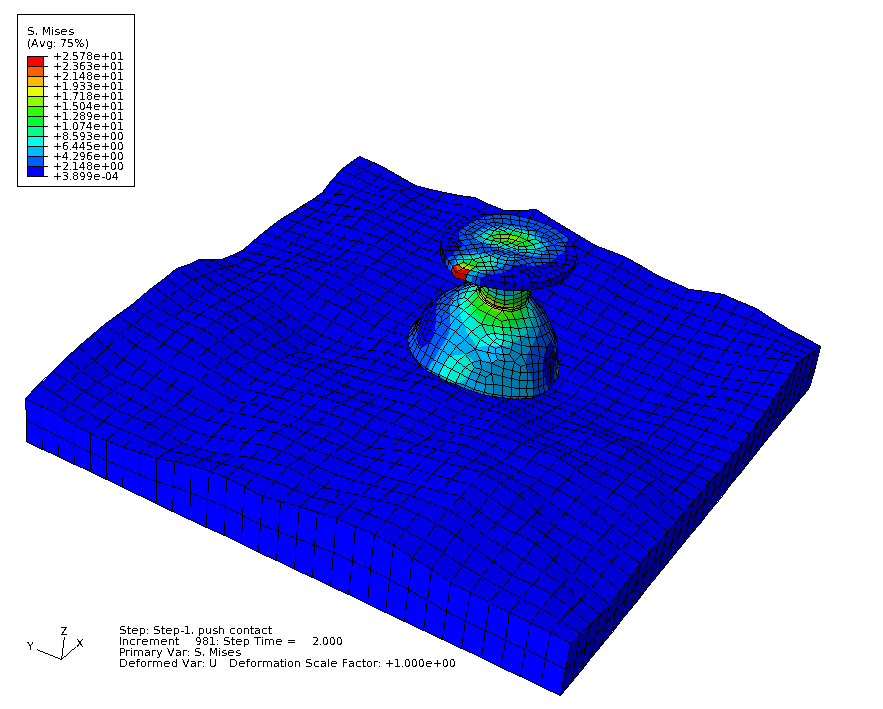 S. Mises
(Avg: 75%)
+2.578e+01
+2.363e+01
+2.148e+01
+1.933e+01
+1.718e+01
+1.504e+01
+1.289e+01
+1.074e+01
+8.593e+00
+6.445e+00
+4.296e+00
+2.148e+00
+3.899e-04
Z
Y X
Step: Step-1, push contact
Increment 981: Step Time = 2.000
Primary Var: S, Mises
Deformed Var: U Deformation Scale Factor: +1.000e+00